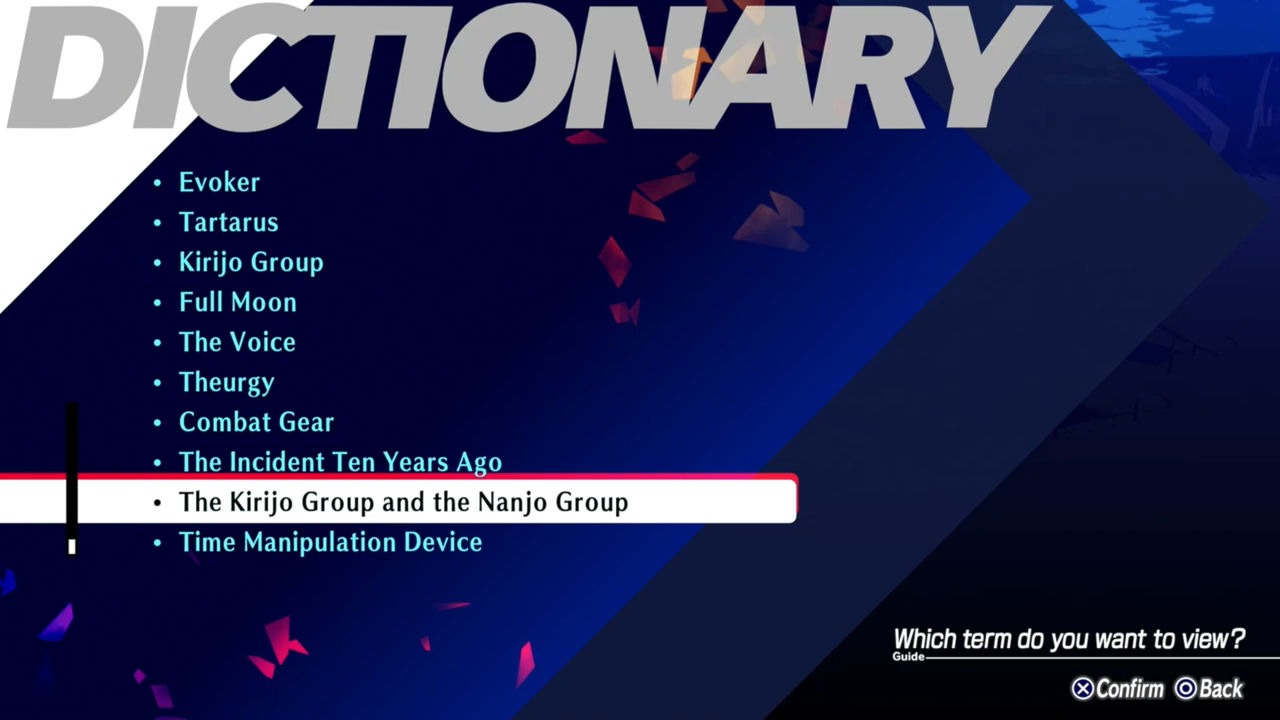 DICTIONARY
• Evoker
• Tartarus
• Kirijo Group
• Full Moon
• The Voice
• Theurgy
• Combat Gear
• The Incident Ten Years Ago
• The Kirijo Group and the Nanjo Group
• Time Manipulation Device
Which term do you want to view?
Guide
Confirm Back